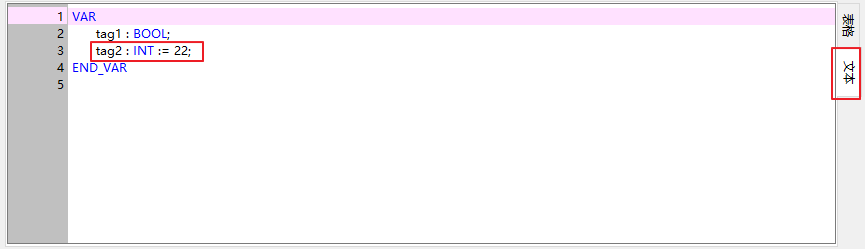 1 VAR
2 tag1 : BOOL;
3 tag2 : INT := 22;
4 END_VAR
5
表格
文本